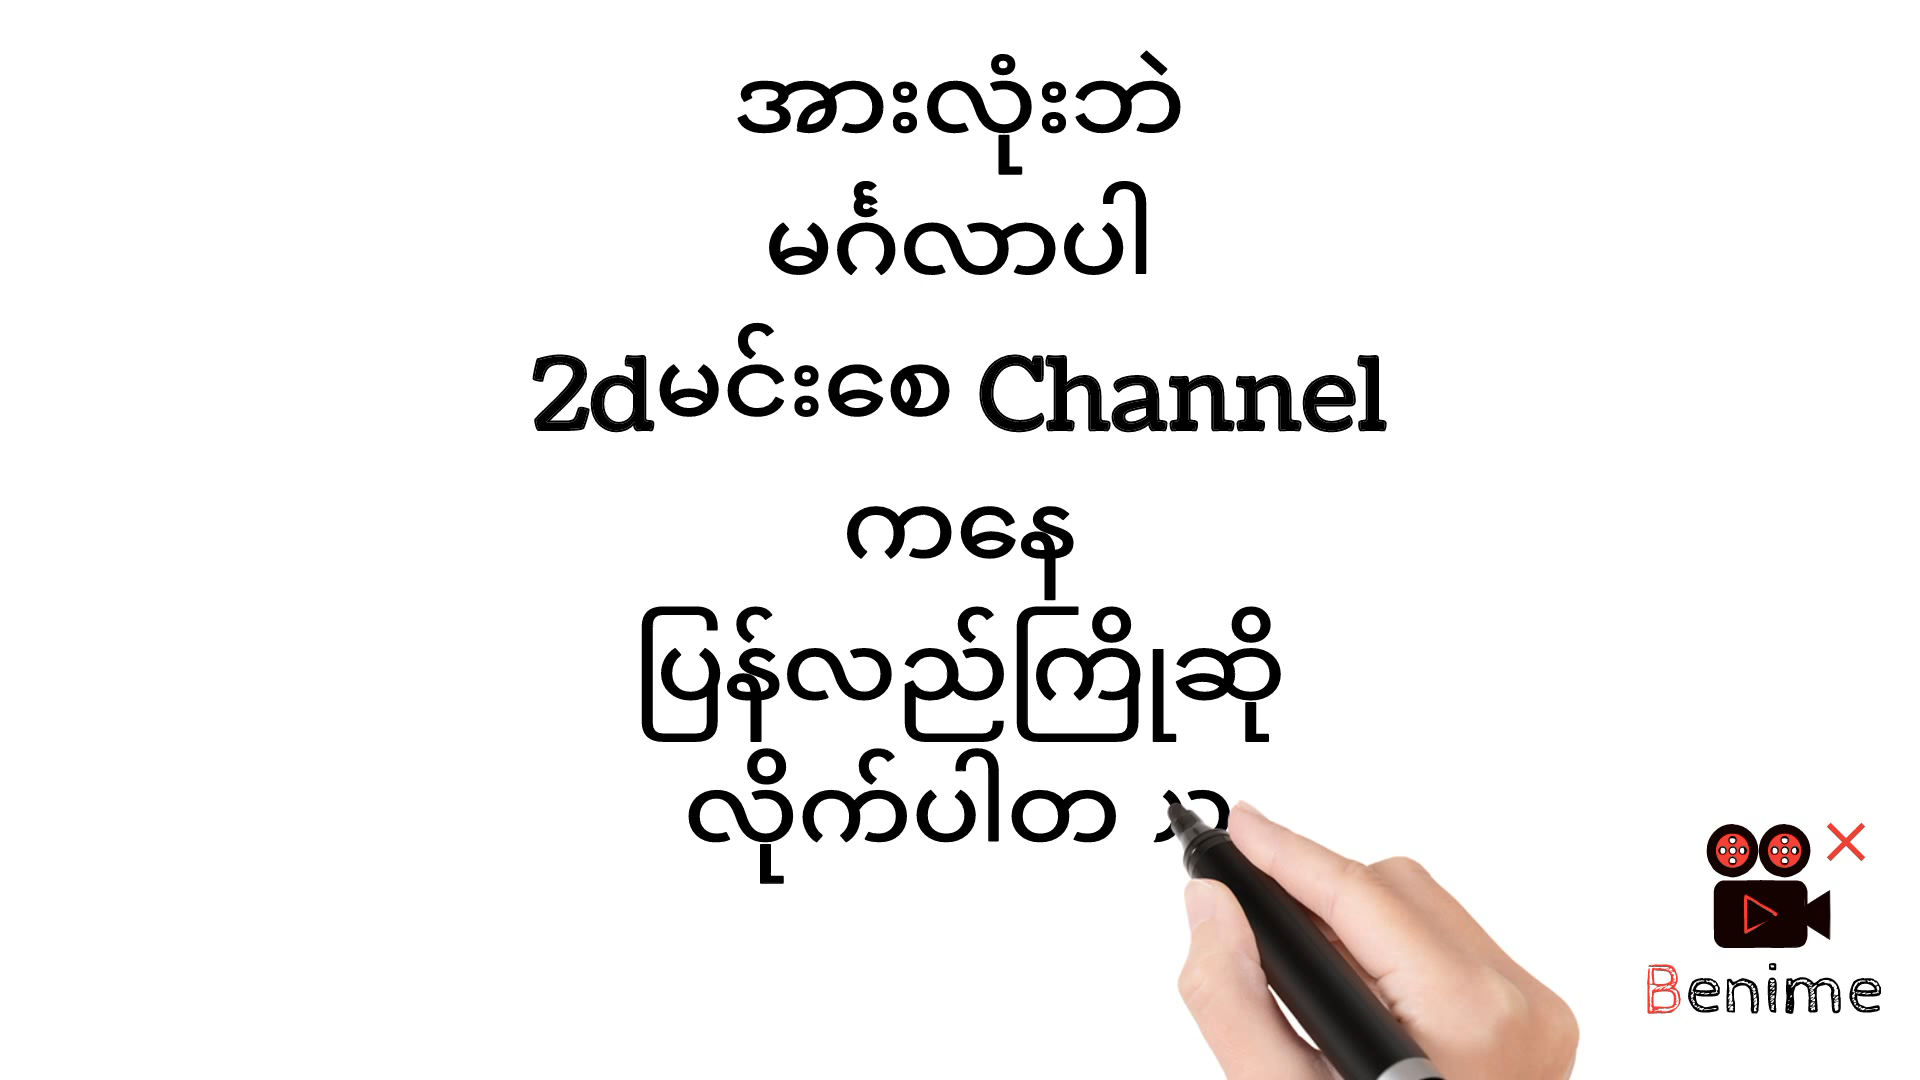 အားလုံးဘဲ
မင်္ဂလာပါ
2dမင်းစေ Channel
ကနေ
ပြန်လည်ကြိုဆို
လိုက်ပါတ
Benime